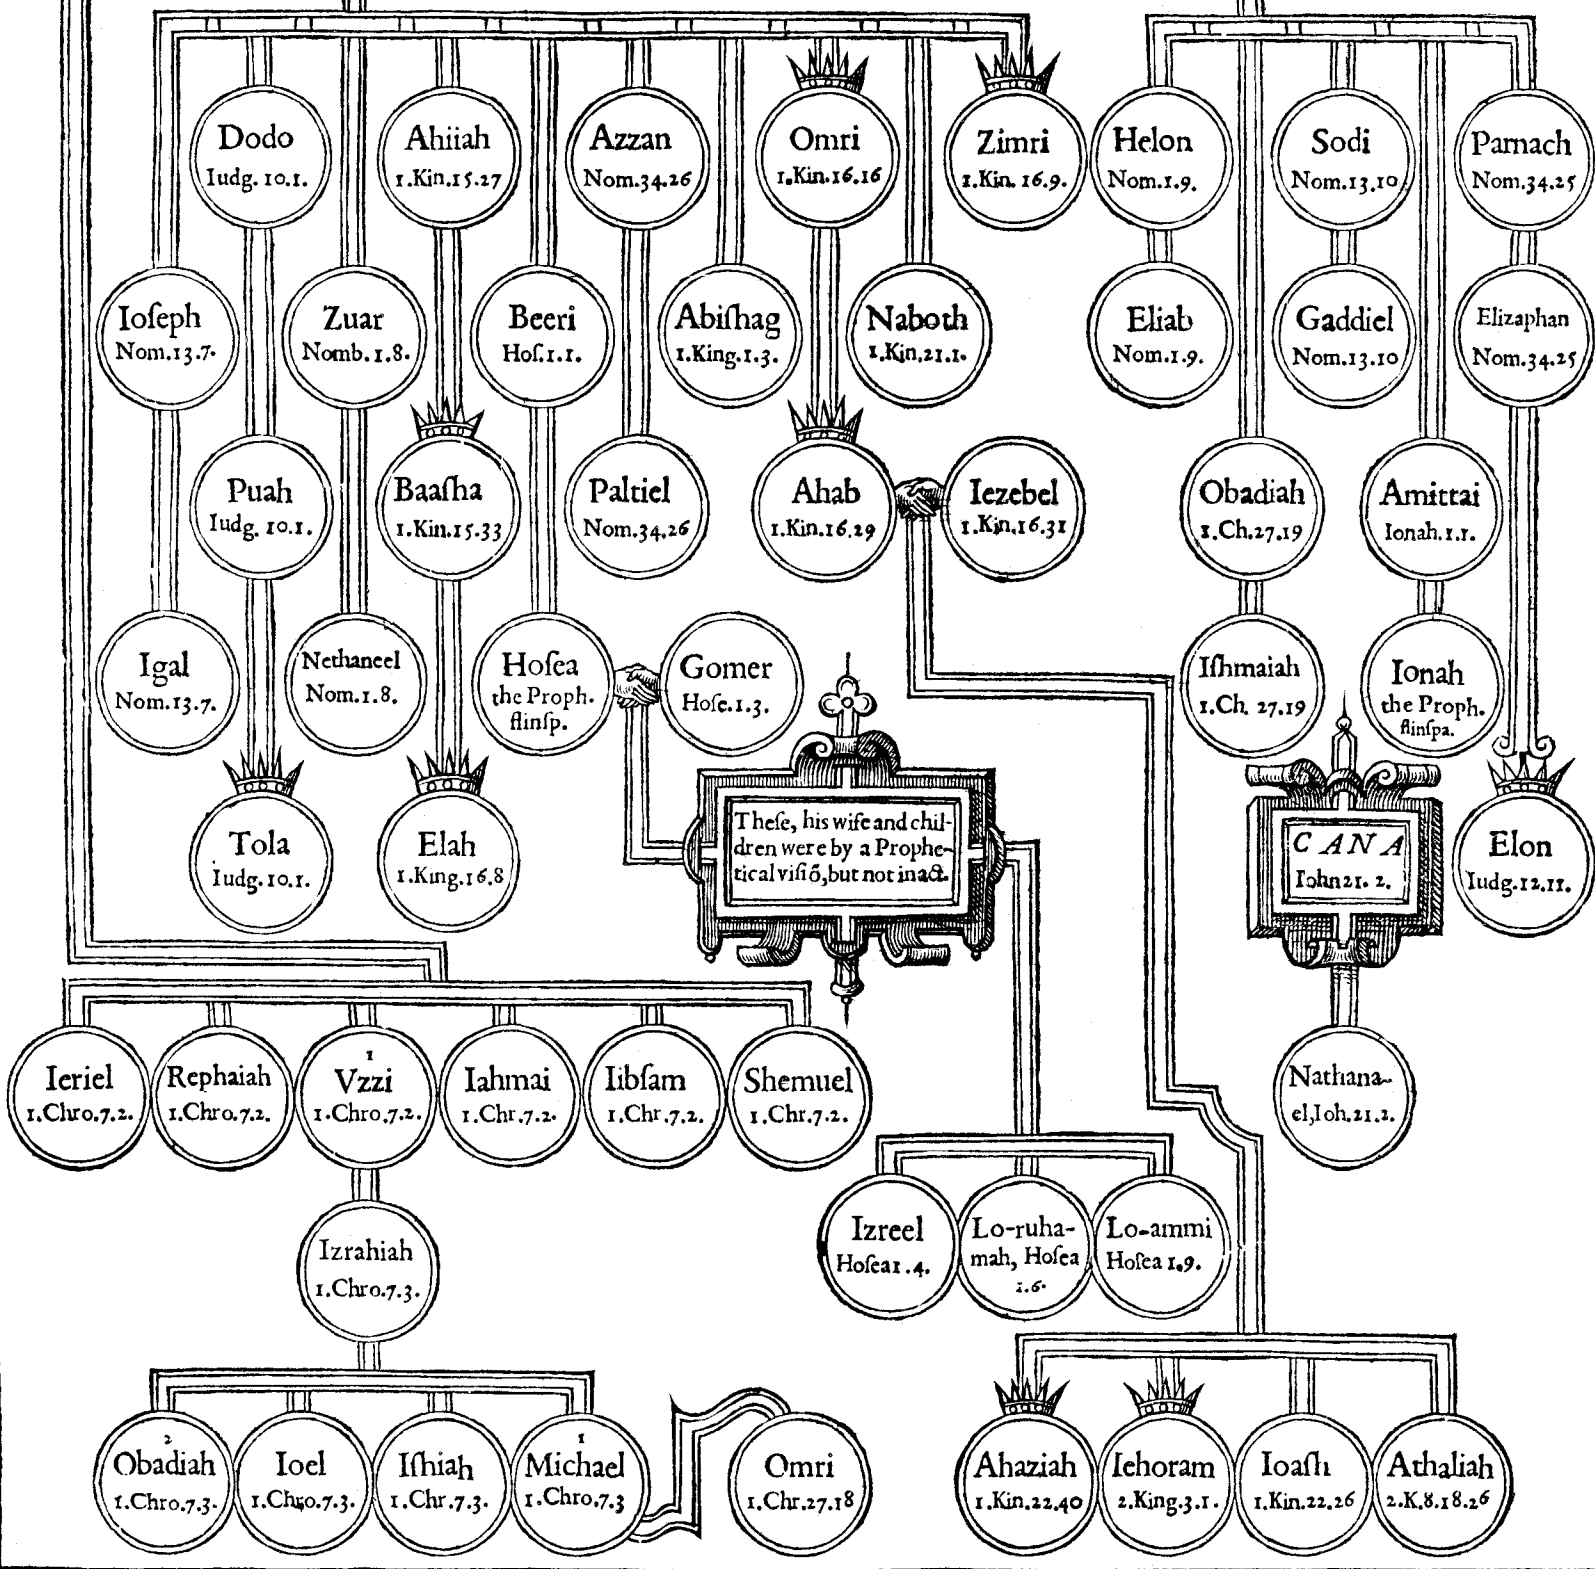 Dodo
Iudg. 10.1.
Ahiiah
1.Kin.15.27
Azzan
Nom.34.26
Omri
1.Kin.16.16
Zimri
1.Kin. 16.9.
Helon
Nom.1.9.
Sodi
Nom.13.10
Parnach
Nom.34.25
Ioſeph
Nom.13.7.
Zuar
Nomb.1.8.
Beeri
Hoſ.1.1.
Abiſhag
1.King.1.3.
Naboth
1.Kin.21.1.
Eliab
Nom.1.9.
Gaddiel
Nom.13.10
Elizaphan
Nom.34.25
Puah
Iudg. 10.1.
Baaſha
1.Kin.15.33
Paltiel
Nom.34.26
Ahab
1.Kin.16.29
Iezebel
1.Kin.16.31
Obadiah
1.Ch.27.19
Amittai
Ionah.1.1.
Igal
Nom.13.7.
Nethaneel
Nom.1.8.
Hoſea
the Proph.
flinſp.
Gomer
Hoſe.1.3.
Iſhmaiah
1.Ch. 27.19
Ionah
the Proph.
flinſpa.
Tola
Iudg.10.1.
Elah
1.King.16.8
Theſe, his wife and chil-
dren were by a Prophe-
tical viſiō, but not in act.
CANA
Iohn 21. 2.
Elon
Iudg.12.11.
Ieriel
1.Chro.7.2.
Rephaiah
1.Chro.7.2.
1
Vzzi
1.Chro.7.2.
Iahmai
1.Chr.7.2.
Iibſam
1.Chr.7.2.
Shemuel
1.Chr.7.2.
Nathana-
el, Ioh.21.2.
Izrahiah
1.Chro.7.3.
Izreel
Hoſea 1.4.
Lo-ruha-
mah, Hoſea
1.6.
Lo-ammi
Hoſea 1.9.
2
Obadiah
1.Chro.7.3.
Ioel
1.Chro.7.3.
Iſhiah
1.Chr.7.3.
1
Michael
1.Chro.7.3
Omri
1.Chr.27.18
Ahaziah
1.Kin.22.40
Iehoram
2.King.3.1.
Ioaſh
1.Kin.22.26
Athaliah
2.K.8.18.26